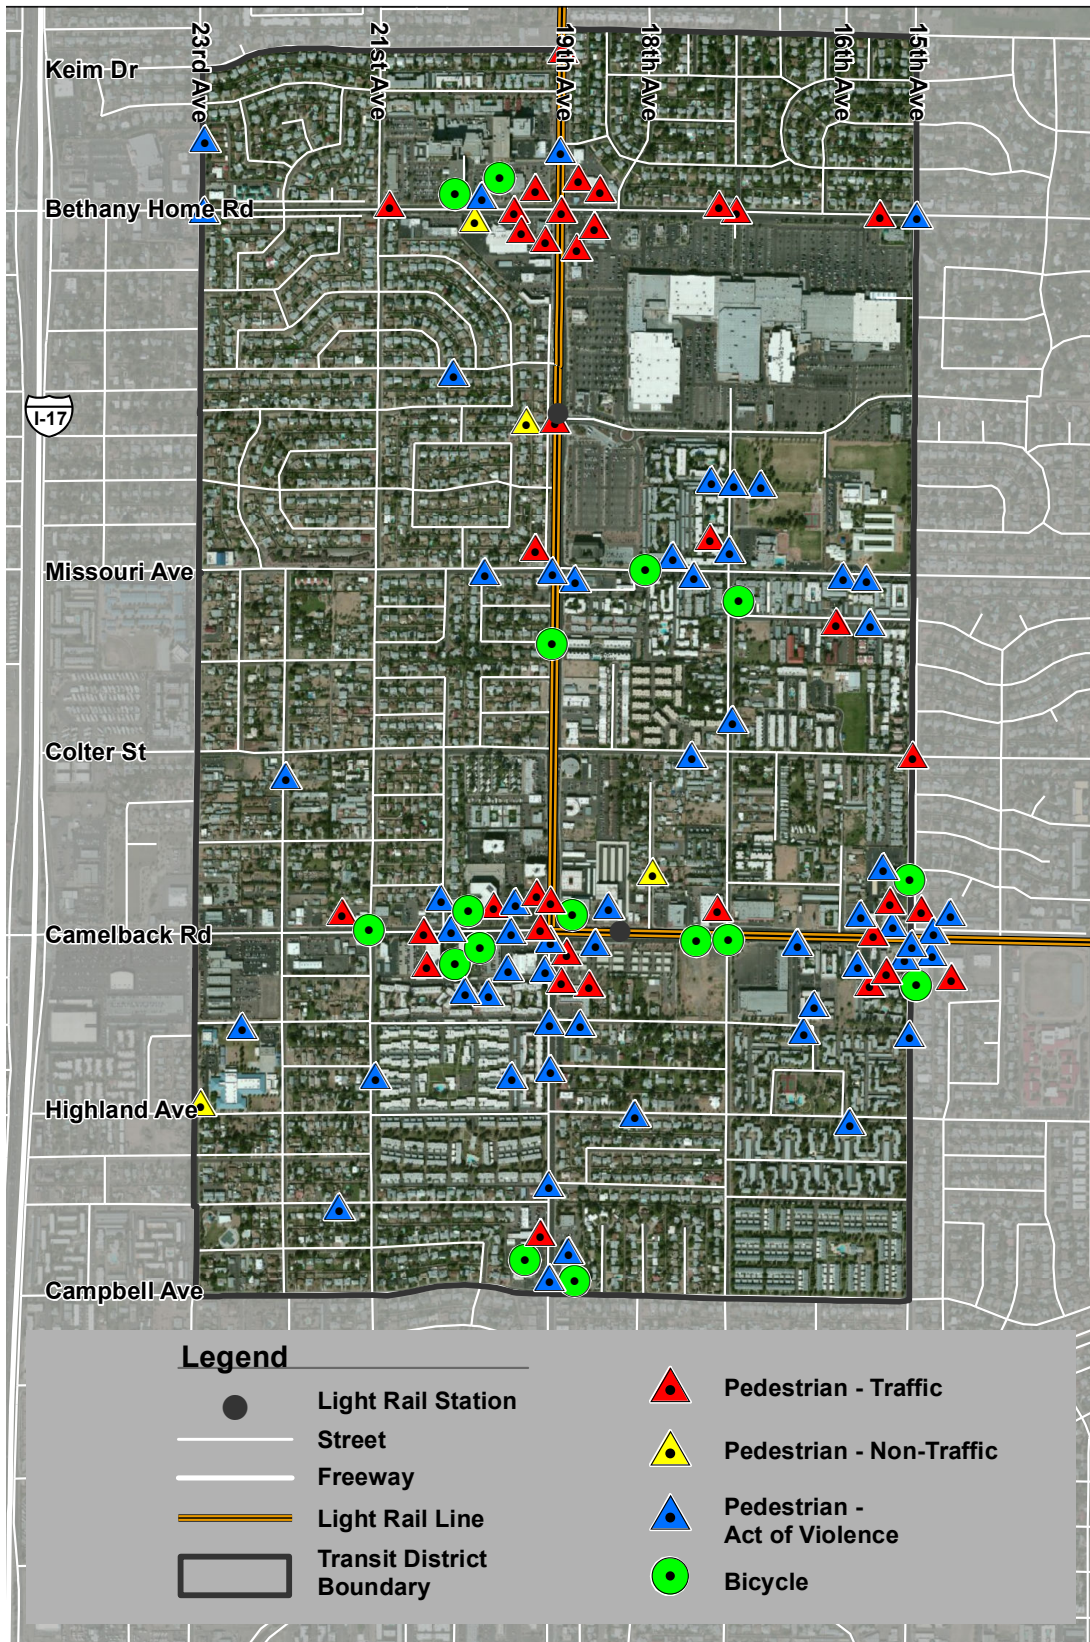 23rd Ave
21st Ave
19th Ave
18th Ave
16th Ave
15th Ave
Keim Dr
Bethany Home Rd
I-17
Missouri Ave
Colter St
Camelback Rd
Highland Ave
Campbell Ave
Legend
Light Rail Station
Street
Freeway
Light Rail Line
Transit District
Boundary
Pedestrian - Traffic
Pedestrian - Non-Traffic
Pedestrian -
Act of Violence
Bicycle